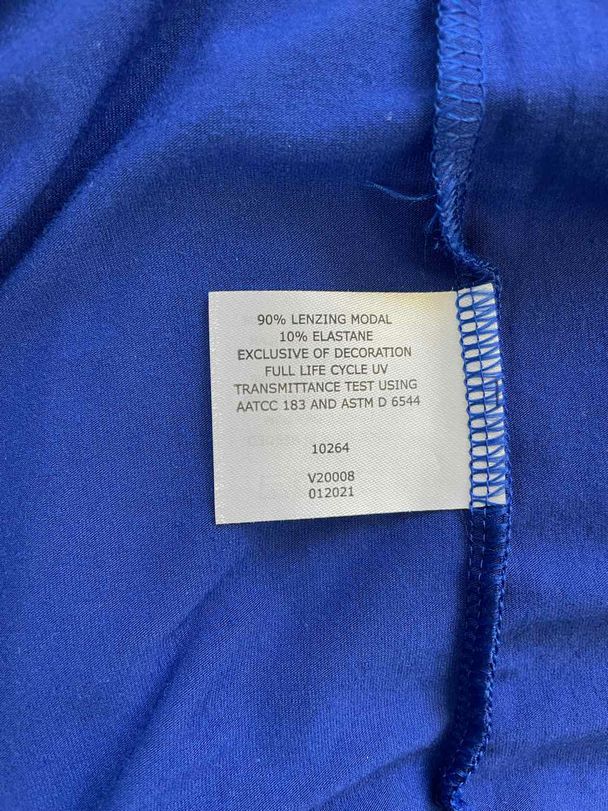 90% LENZING MODAL
10% ELASTANE
EXCLUSIVE OF DECORATION
FULL LIFE CYCLE UV
TRANSMITTANCE TEST USING
AATCC 183 AND ASTM D 6544
10264
V20008
012021